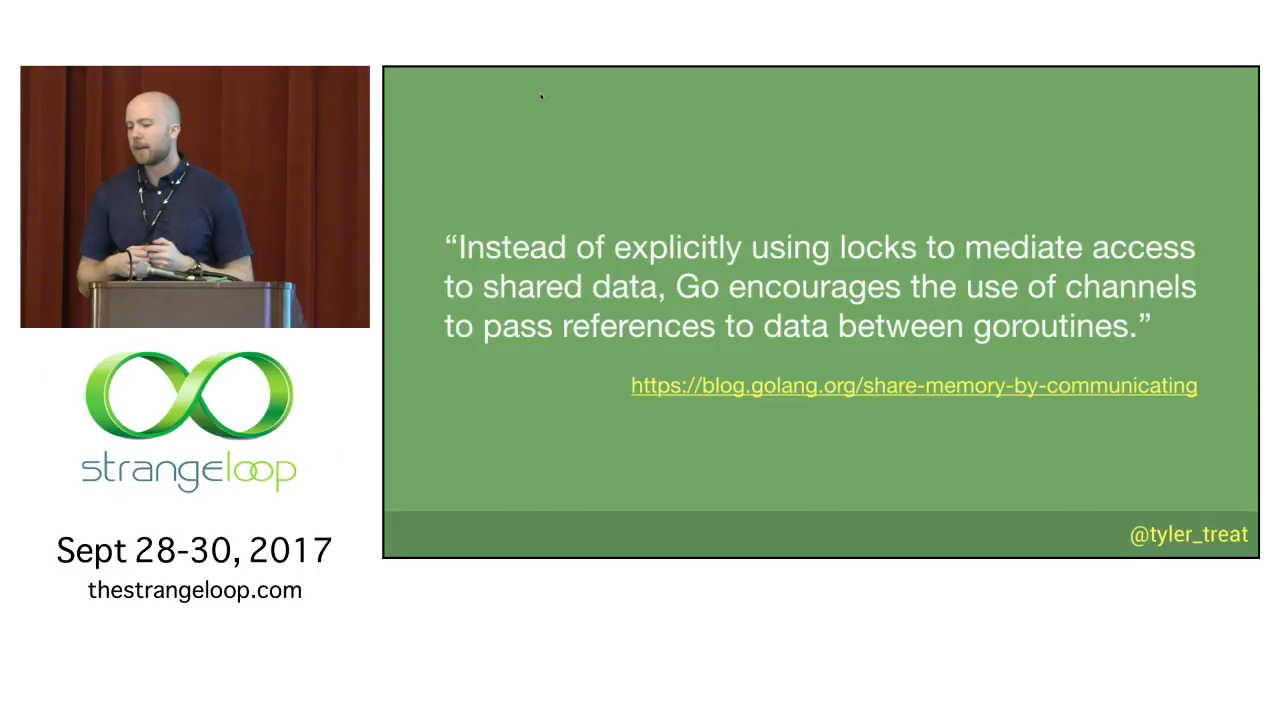 strangeloop
Sept 28-30, 2017
thestrangeloop.com
“Instead of explicitly using locks to mediate access
to shared data, Go encourages the use of channels
to pass references to data between goroutines.”
https://blog.golang.org/share-memory-by-communicating
@tyler_treat